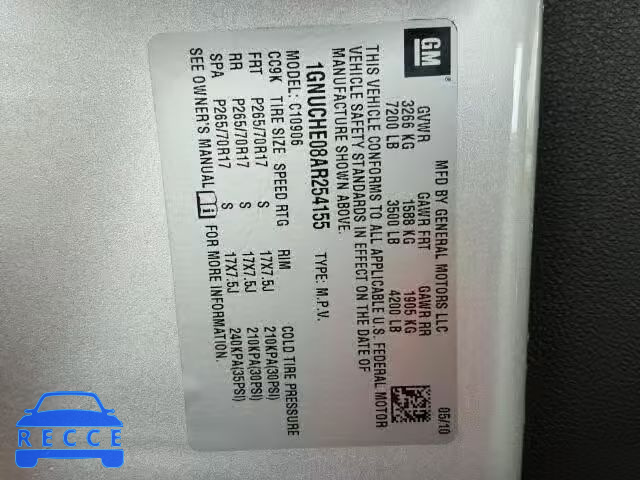 GM
MFD BY GENERAL MOTORS LLC
05/10
GVWR GAWR FRT GAWR RR
3266 KG 1588 KG 1905 KG
7200 LB 3500 LB 4200 LB
THIS VEHICLE CONFORMS TO ALL APPLICABLE U.S. FEDERAL MOTOR
VEHICLE SAFETY STANDARDS IN EFFECT ON THE DATE OF
MANUFACTURE SHOWN ABOVE.
1GNUCHE08AR254155 TYPE: M.P.V.
MODEL: C10906
CC9K TIRE SIZE SPEED RTG RIM COLD TIRE PRESSURE
FRT P265/70R17 S 17X7.5J 210KPA(30PSI)
RR P265/70R17 S 17X7.5J 210KPA(30PSI)
SPA P265/70R17 S 17X7.5J 240KPA(35PSI)
SEE OWNER'S MANUAL FOR MORE INFORMATION.
RECCE